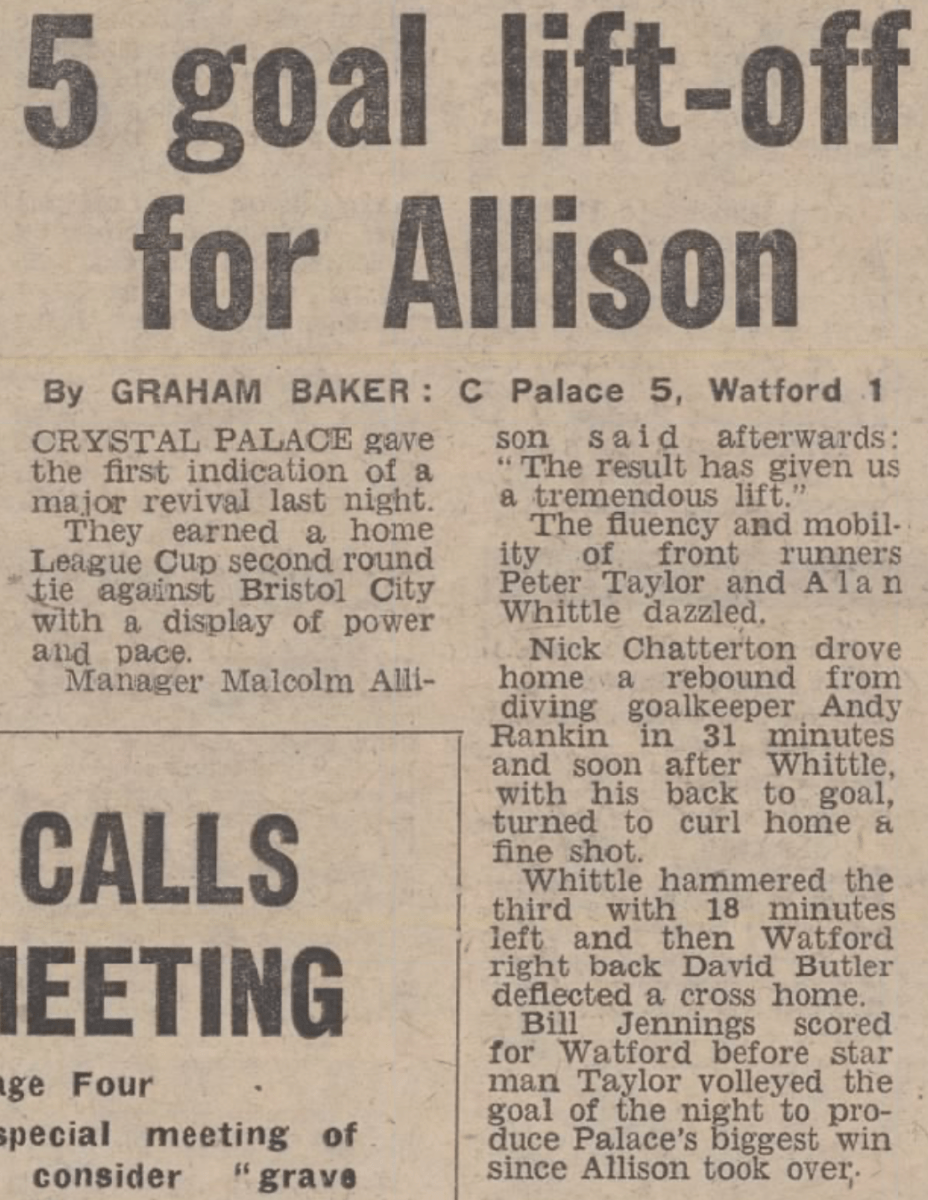 5 goal lift-off
for Allison
By GRAHAM BAKER: C Palace 5, Watford 1
CRYSTAL PALACE gave
the first indication of a
major revival last night.
They earned a home
League Cup second round
tie against Bristol City
with a display of power
and pace.
Manager Malcolm Alli-
son said afterwards:
"The result has given us
a tremendous lift."
The fluency and mobil-
ity of front runners
Peter Taylor and Alan
Whittle dazzled.
Nick Chatterton drove
home a rebound from
diving goalkeeper Andy
Rankin in 31 minutes
and soon after Whittle,
with his back to goal,
turned to curl home a
fine shot.
Whittle hammered the
third with 18 minutes
left and then Watford
right back David Butler
deflected a cross home.
Bill Jennings scored
for Watford before star
man Taylor volleyed the
goal of the night to pro-
duce Palace's biggest win
since Allison took over.
CALLS
EETING
ge Four
special meeting of
consider "grave